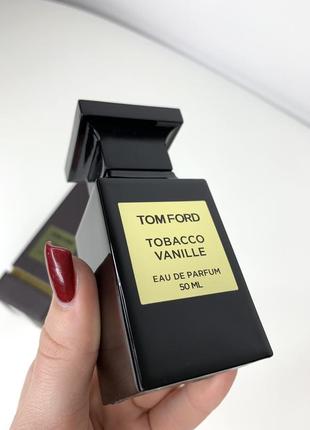 TOM FORD
TOBACCO
VANILLE
EAU DE PARFUM
50 ML